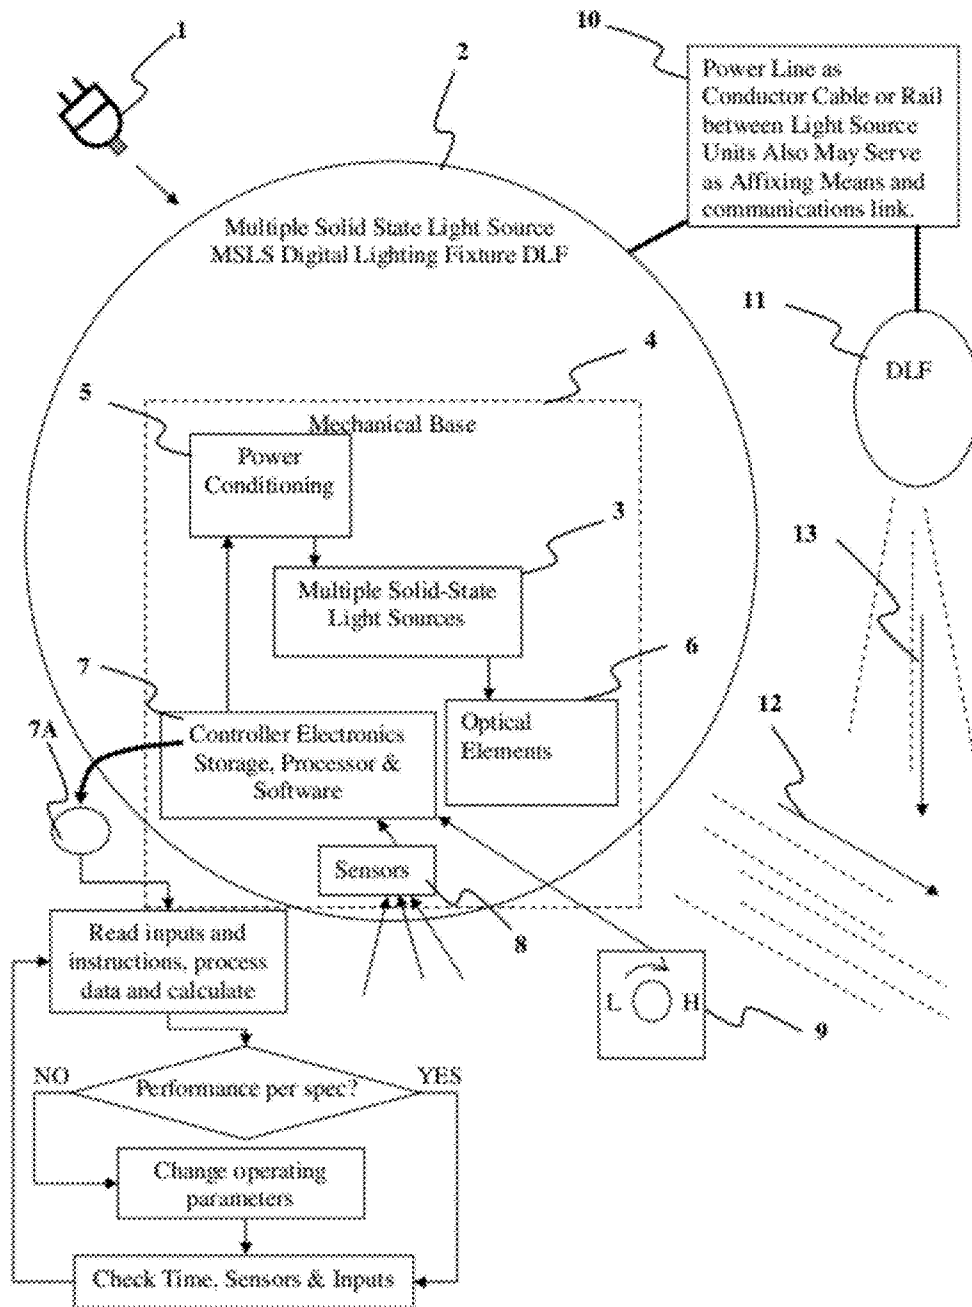 1
2
10
Power Line as
Conductor Cable or Rail
between Light Source
Units Also May Serve
as Affixing Means and
communications link.
Multiple Solid State Light Source
MSLS Digital Lighting Fixture DLF
11
DLF
4
5
Mechanical Base
Power
Conditioning
3
13
Multiple Solid-State
Light Sources
6
7
12
7A
Controller Electronics
Storage, Processor &
Software
Optical
Elements
Sensors
8
Read inputs and
instructions, process
data and calculate
L
H
9
NO
YES
Performance per spec?
Change operating
parameters
Check Time, Sensors & Inputs